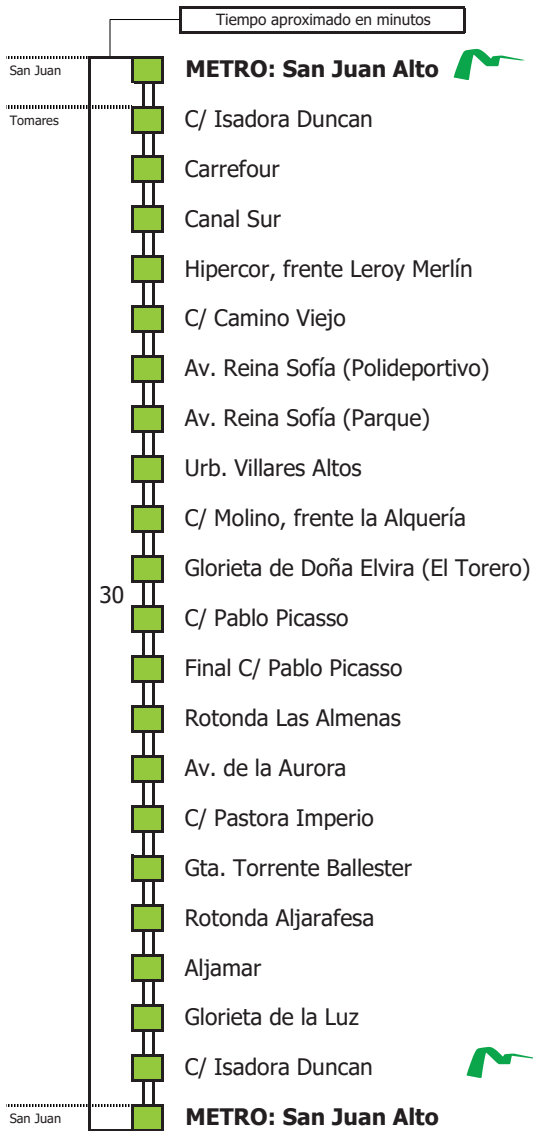 Tiempo aproximado en minutos
San Juan
METRO: San Juan Alto
Tomares
C/ Isadora Duncan
Carrefour
Canal Sur
Hipercor, frente Leroy Merlín
C/ Camino Viejo
Av. Reina Sofía (Polideportivo)
Av. Reina Sofía (Parque)
Urb. Villares Altos
C/ Molino, frente la Alquería
Glorieta de Doña Elvira (El Torero)
30
C/ Pablo Picasso
Final C/ Pablo Picasso
Rotonda Las Almenas
Av. de la Aurora
C/ Pastora Imperio
Gta. Torrente Ballester
Rotonda Aljarafesa
Aljamar
Glorieta de la Luz
C/ Isadora Duncan
San Juan
METRO: San Juan Alto